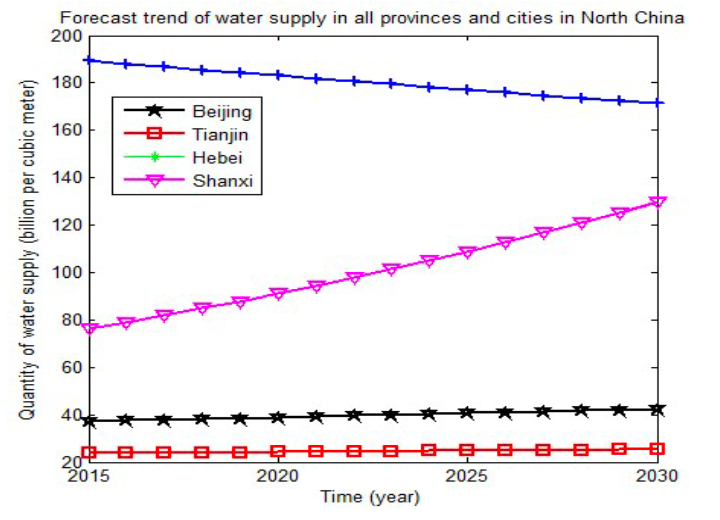 Forecast trend of water supply in all provinces and cities in North China
Quantity of water supply (billion per cubic meter)
200
180
160
140
120
100
80
60
40
20
Beijing
Tianjin
Hebei
Shanxi
2015 2020 2025 2030
Time (year)